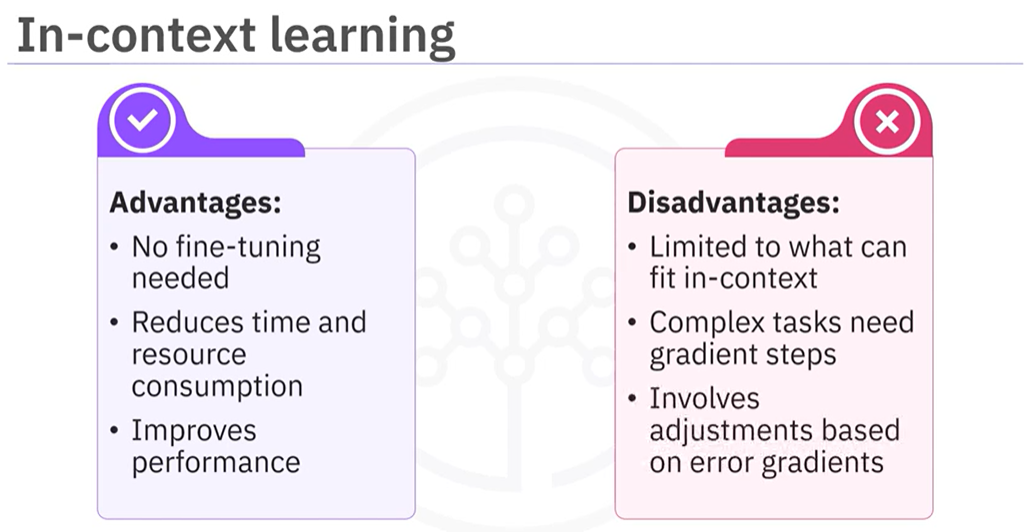 In-context learning
Advantages:
• No fine-tuning
needed
• Reduces time and
resource
consumption
• Improves
performance
Disadvantages:
• Limited to what can
fit in-context
• Complex tasks need
gradient steps
• Involves
adjustments based
on error gradients